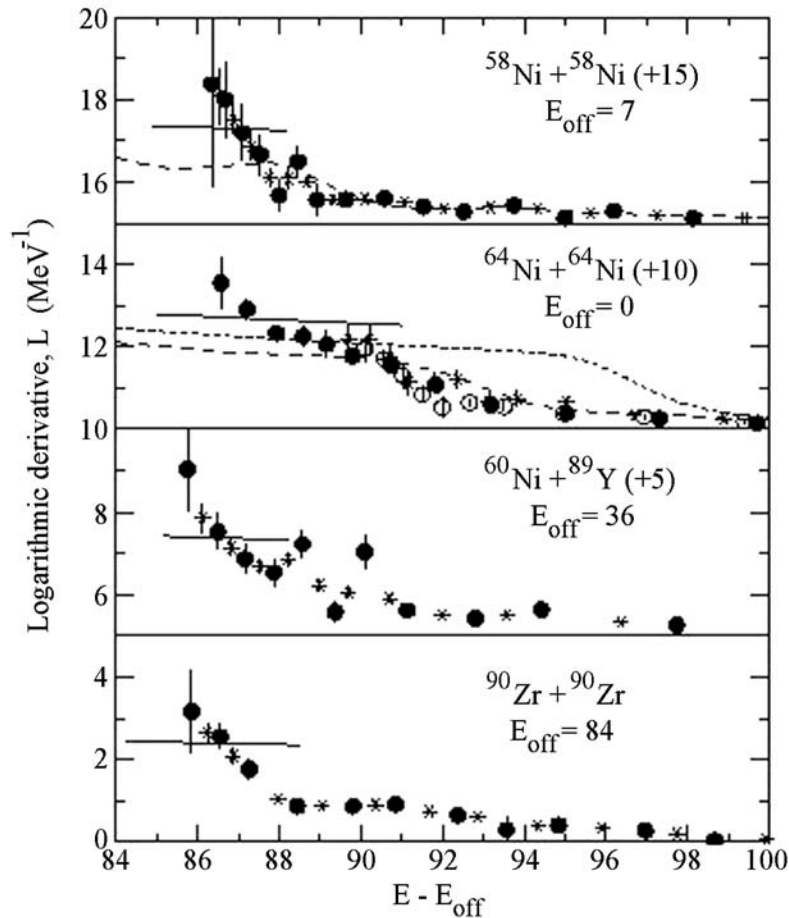 20
18
16
14
12
10
8
6
4
2
0
Logarithmic derivative, L (MeV⁻¹)
⁵⁸Ni + ⁵⁸Ni (+15)
E_off = 7
⁶⁴Ni + ⁶⁴Ni (+10)
E_off = 0
⁶⁰Ni + ⁸⁹Y (+5)
E_off = 36
⁹⁰Zr + ⁹⁰Zr
E_off = 84
84 86 88 90 92 94 96 98 100
E - E_off